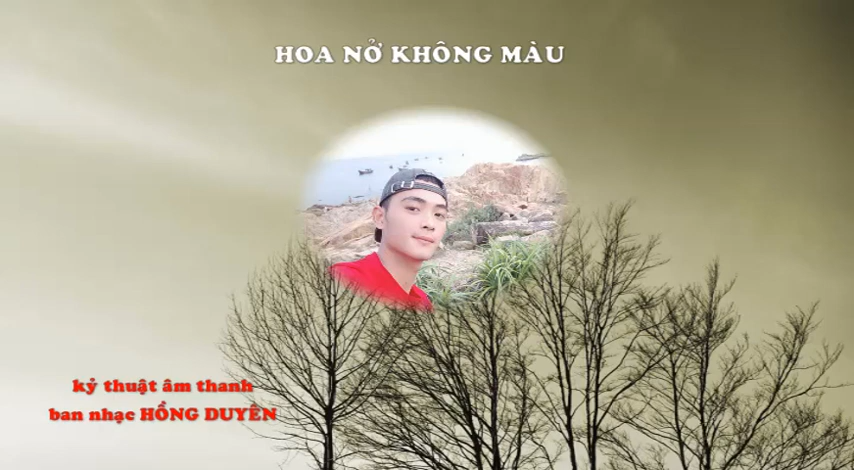 HOA NỞ KHÔNG MÀU
kỷ thuật âm thanh
ban nhạc HỒNG DUYÊN